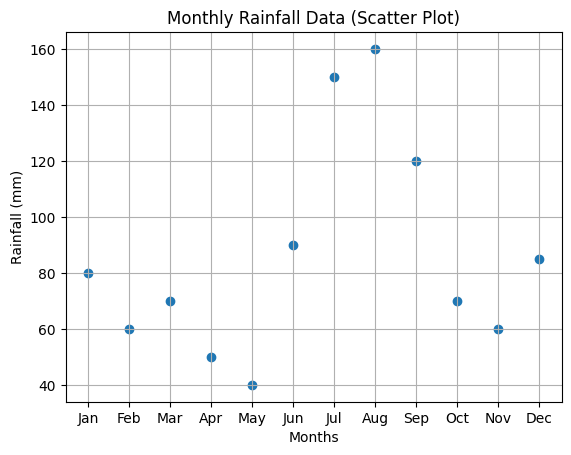 Monthly Rainfall Data (Scatter Plot)
Rainfall (mm)
160
140
120
100
80
60
40
Jan Feb Mar Apr May Jun Jul Aug Sep Oct Nov Dec
Months